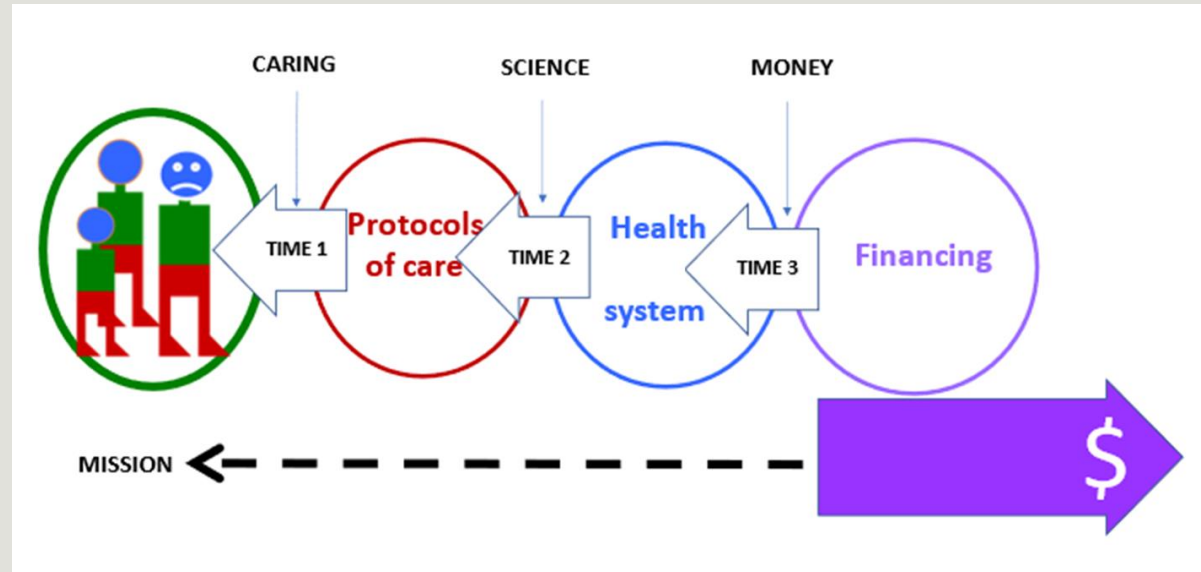 CARING
SCIENCE
MONEY
TIME 1
Protocols
of care
TIME 2
Health
system
TIME 3
Financing
MISSION
$